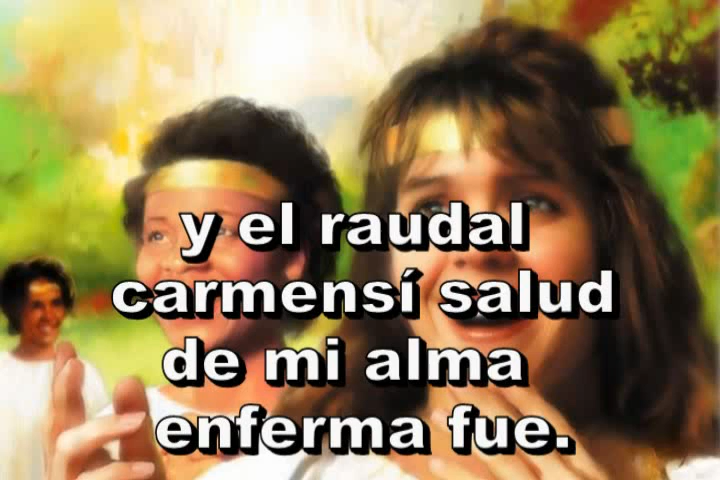 y el raudal
carmensí salud
de mi alma
enferma fue.